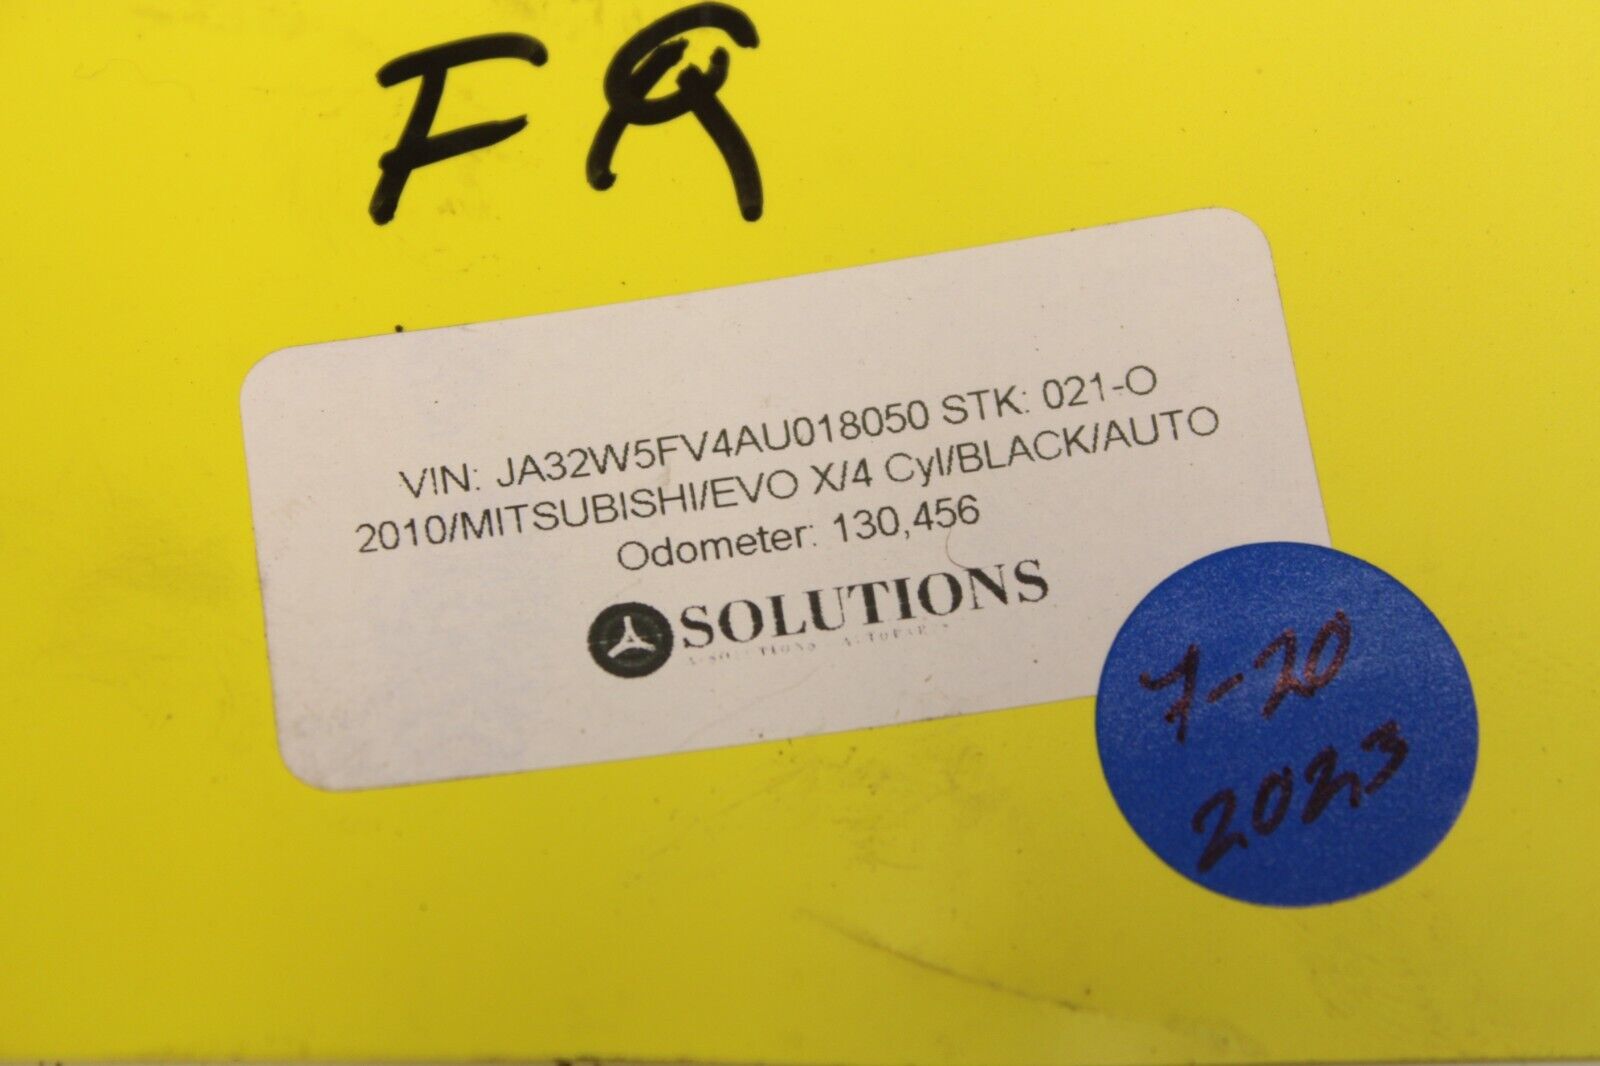 FR
VIN: JA32W5FV4AU018050 STK: 021-O
2010/MITSUBISHI/EVO X/4 Cyl/BLACK/AUTO
Odometer: 130,456
SOLUTIONS
7-20
2023